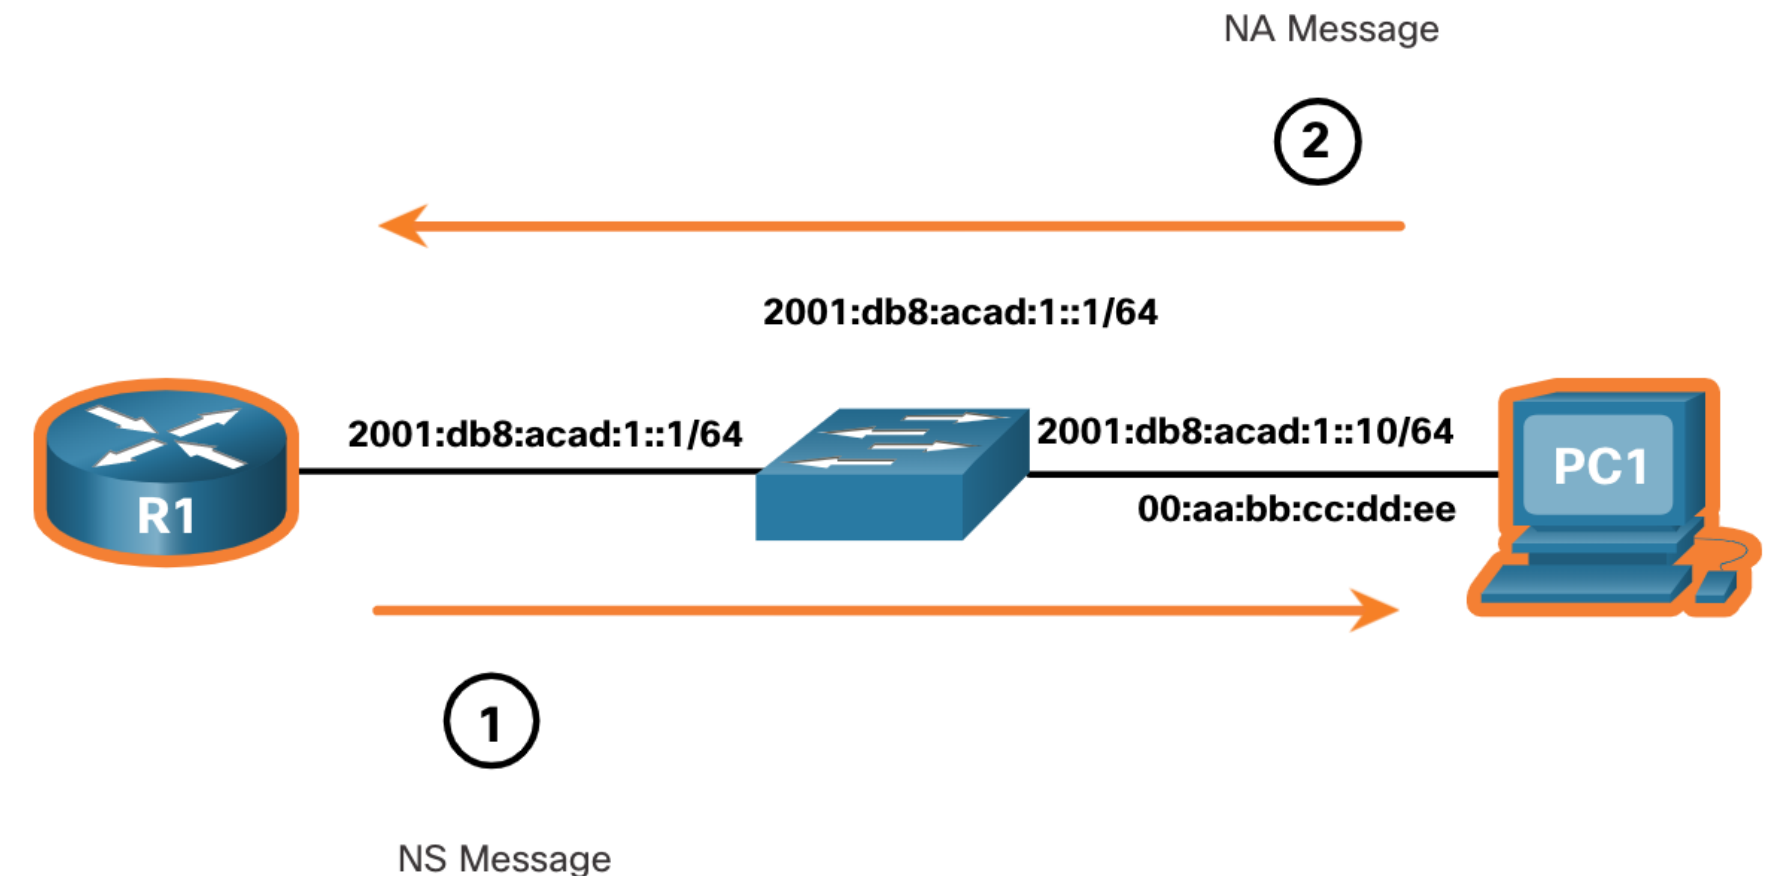 NA Message
2
2001:db8:acad:1::1/64
2001:db8:acad:1::1/64
2001:db8:acad:1::10/64
PC1
R1
00:aa:bb:cc:dd:ee
1
NS Message